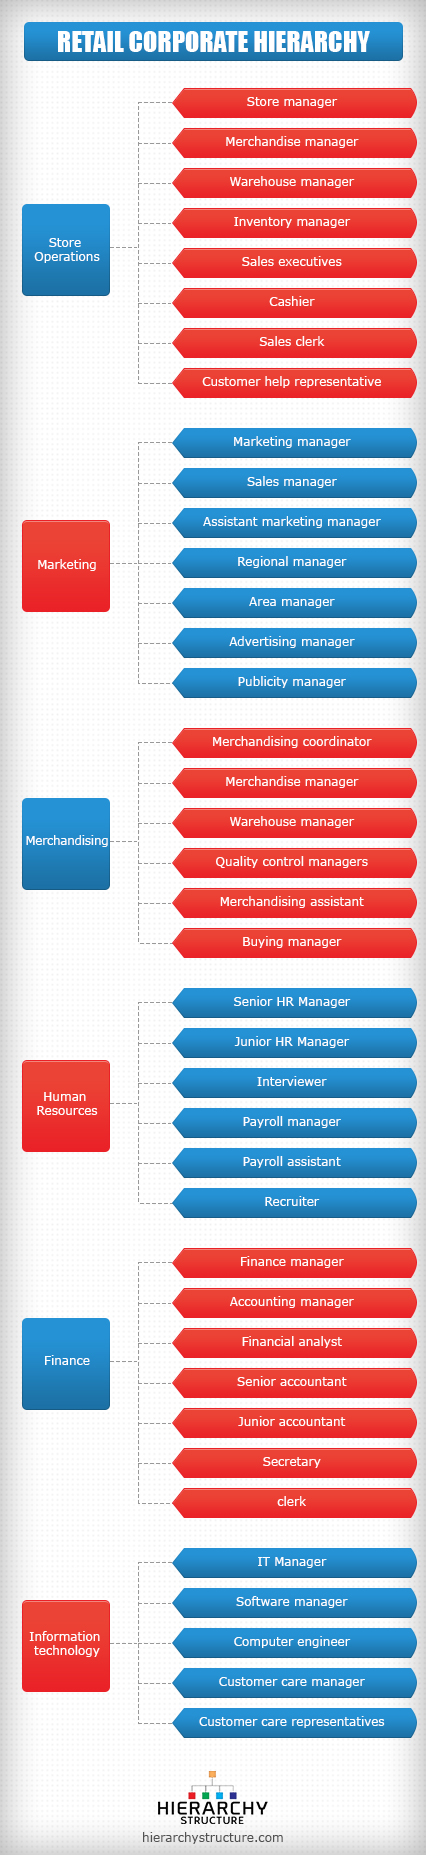 RETAIL CORPORATE HIERARCHY
Store
Operations
Store manager
Merchandise manager
Warehouse manager
Inventory manager
Sales executives
Cashier
Sales clerk
Customer help representative
Marketing
Marketing manager
Sales manager
Assistant marketing manager
Regional manager
Area manager
Advertising manager
Publicity manager
Merchandising
Merchandising coordinator
Merchandise manager
Warehouse manager
Quality control managers
Merchandising assistant
Buying manager
Human
Resources
Senior HR Manager
Junior HR Manager
Interviewer
Payroll manager
Payroll assistant
Recruiter
Finance
Finance manager
Accounting manager
Financial analyst
Senior accountant
Junior accountant
Secretary
clerk
Information
technology
IT Manager
Software manager
Computer engineer
Customer care manager
Customer care representatives
HIERARCHY
STRUCTURE
hierarchystructure.com